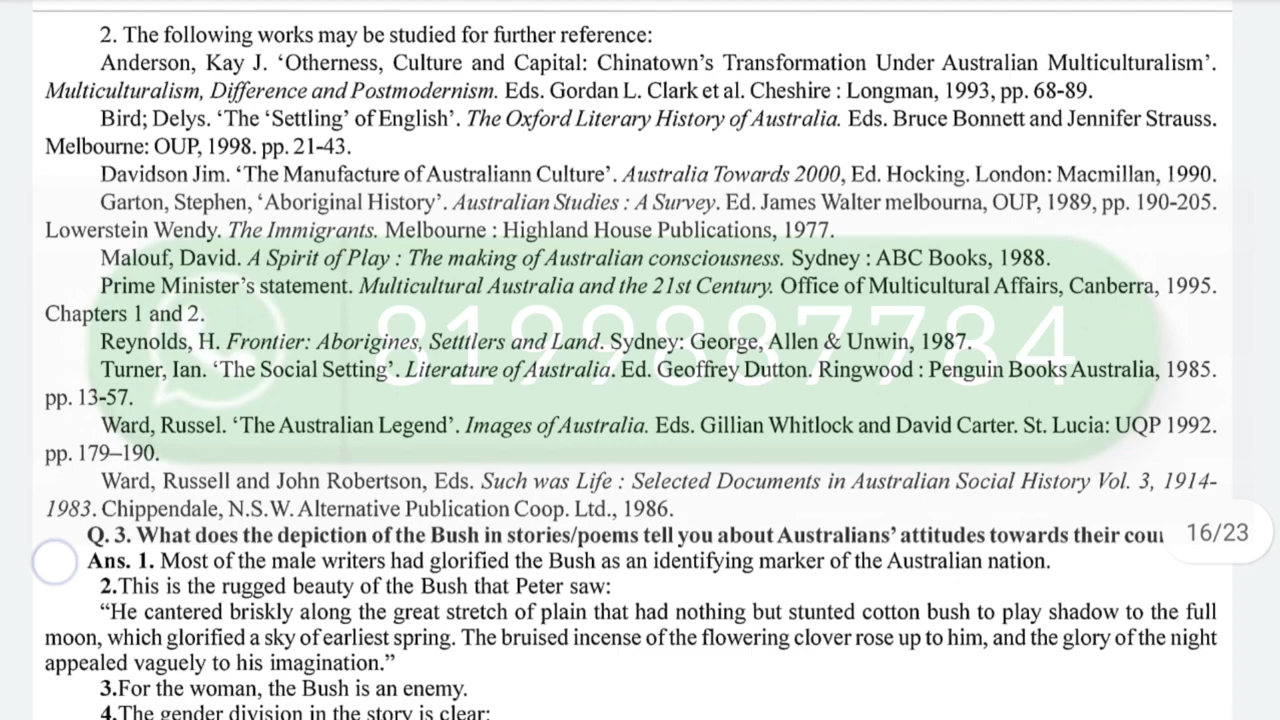 2. The following works may be studied for further reference:
Anderson, Kay J. ‘Otherness, Culture and Capital: Chinatown’s Transformation Under Australian Multiculturalism’.
Multiculturalism, Difference and Postmodernism. Eds. Gordan L. Clark et al. Cheshire : Longman, 1993, pp. 68-89.
Bird; Delys. ‘The ‘Settling’ of English’. The Oxford Literary History of Australia. Eds. Bruce Bonnett and Jennifer Strauss.
Melbourne: OUP, 1998. pp. 21-43.
Davidson Jim. ‘The Manufacture of Australiann Culture’. Australia Towards 2000, Ed. Hocking. London: Macmillan, 1990.
Garton, Stephen, ‘Aboriginal History’. Australian Studies : A Survey. Ed. James Walter melbourna, OUP, 1989, pp. 190-205.
Lowerstein Wendy. The Immigrants. Melbourne : Highland House Publications, 1977.
Malouf, David. A Spirit of Play : The making of Australian consciousness. Sydney : ABC Books, 1988.
Prime Minister’s statement. Multicultural Australia and the 21st Century. Office of Multicultural Affairs, Canberra, 1995.
Chapters 1 and 2.
8199887784
Reynolds, H. Frontier: Aborigines, Setttlers and Land. Sydney: George, Allen & Unwin, 1987.
Turner, Ian. ‘The Social Setting’. Literature of Australia. Ed. Geoffrey Dutton. Ringwood : Penguin Books Australia, 1985.
pp. 13-57.
Ward, Russel. ‘The Australian Legend’. Images of Australia. Eds. Gillian Whitlock and David Carter. St. Lucia: UQP 1992.
pp. 179–190.
Ward, Russell and John Robertson, Eds. Such was Life : Selected Documents in Australian Social History Vol. 3, 1914-
1983. Chippendale, N.S.W. Alternative Publication Coop. Ltd., 1986.
Q. 3. What does the depiction of the Bush in stories/poems tell you about Australians’ attitudes towards their
16/23
Ans. 1. Most of the male writers had glorified the Bush as an identifying marker of the Australian nation.
2.This is the rugged beauty of the Bush that Peter saw:
“He cantered briskly along the great stretch of plain that had nothing but stunted cotton bush to play shadow to the full
moon, which glorified a sky of earliest spring. The bruised incense of the flowering clover rose up to him, and the glory of the night
appealed vaguely to his imagination.”
3.For the woman, the Bush is an enemy.
4.The gender division in the story is clear: